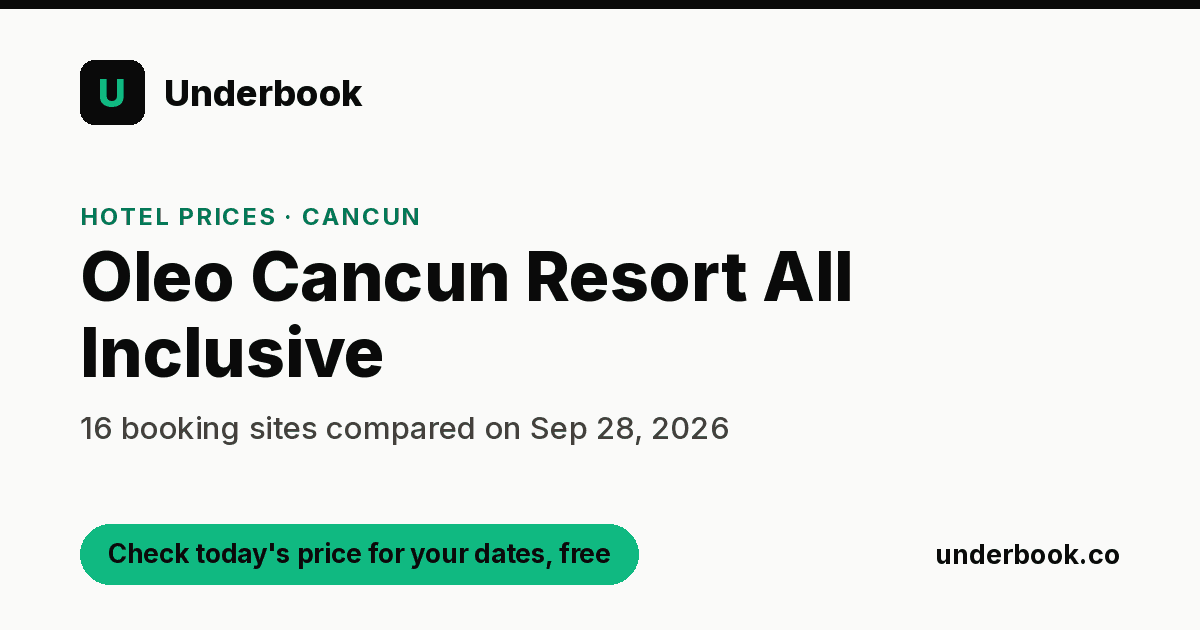 U Underbook
HOTEL PRICES · CANCUN
Oleo Cancun Resort All
Inclusive
16 booking sites compared on Sep 28, 2026
Check today's price for your dates, free
underbook.co